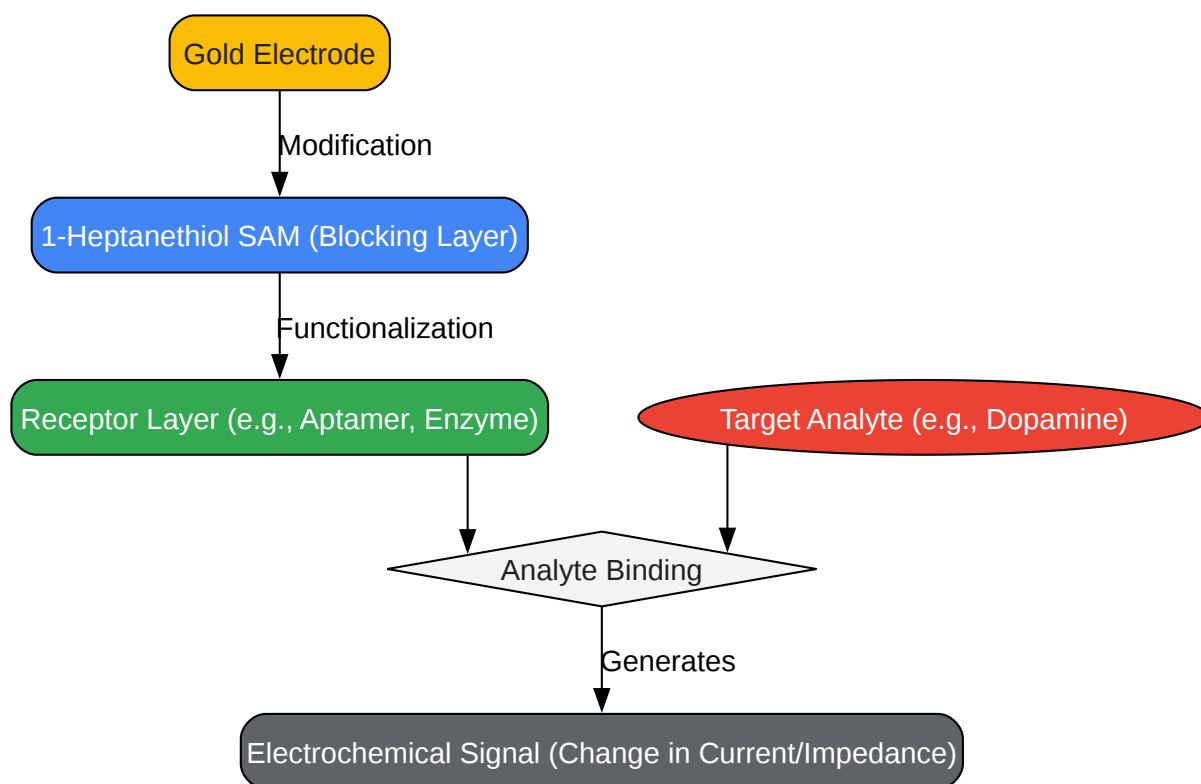 Gold Electrode
Modification
1-Heptanethiol SAM (Blocking Layer)
Functionalization
Receptor Layer (e.g., Aptamer, Enzyme)
Target Analyte (e.g., Dopamine)
Analyte Binding
Generates
Electrochemical Signal (Change in Current/Impedance)